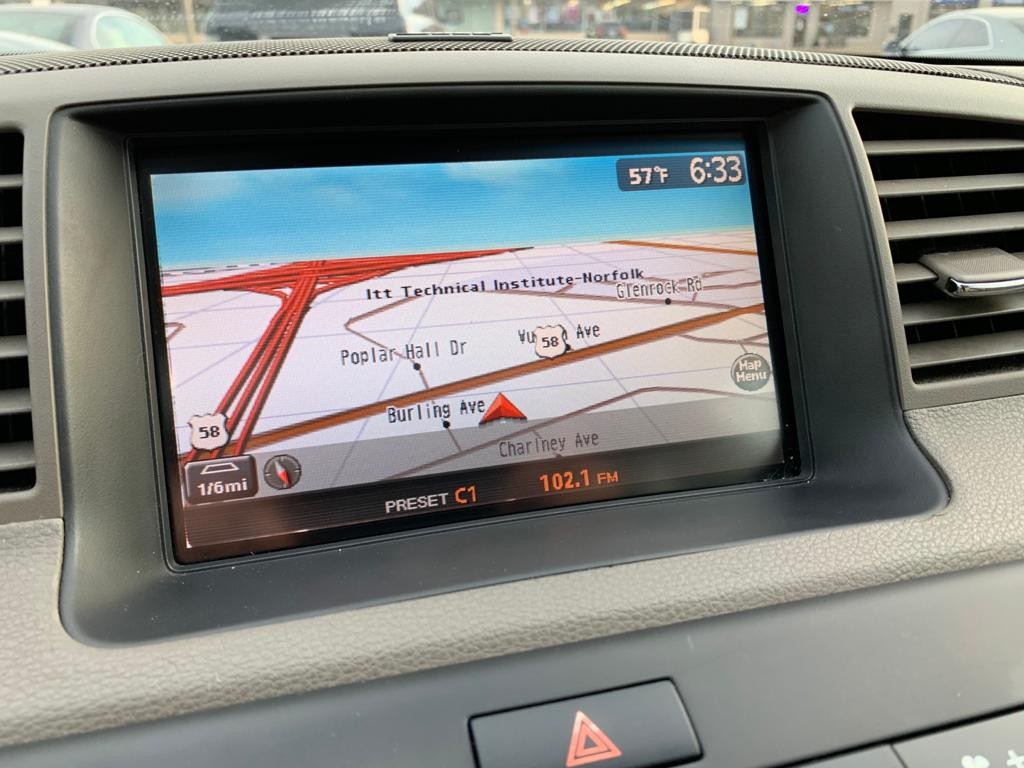 57°F 6:33
Itt Technical Institute-Norfolk
Glenrock Rd
58 Ave
Poplar Hall Dr
Map
Menu
Burling Ave
58
Charlney Ave
1/6mi
PRESET C1 102.1 FM